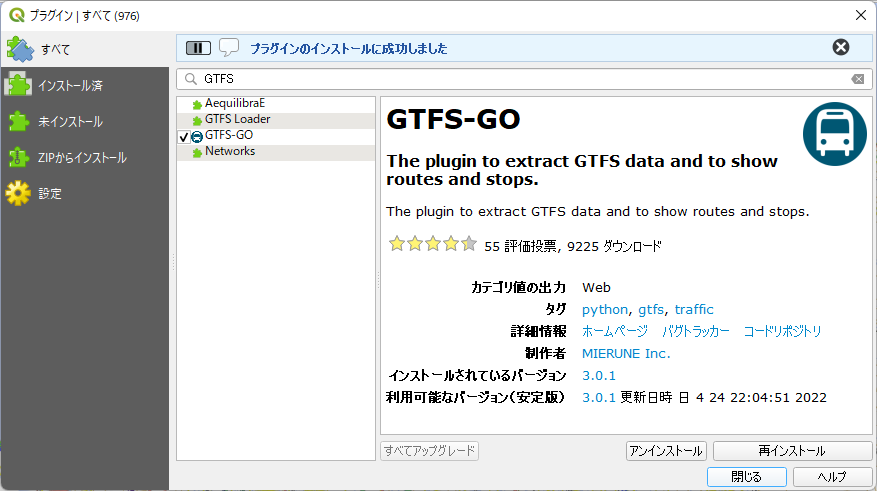 プラグイン | すべて (976)
すべて
インストール済
未インストール
ZIPからインストール
設定
プラグインのインストールに成功しました
GTFS
AequilibraE
GTFS Loader
GTFS-GO
Networks
GTFS-GO
The plugin to extract GTFS data and to show
routes and stops.
The plugin to extract GTFS data and to show routes and stops.
55 評価投票, 9225 ダウンロード
カテゴリ値の出力 Web
タグ python, gtfs, traffic
詳細情報 ホームページ バグトラッカー コードリポジトリ
制作者 MIERUNE Inc.
インストールされているバージョン 3.0.1
利用可能なバージョン(安定版) 3.0.1 更新日時 日 4 24 22:04:51 2022
すべてアップグレード アンインストール 再インストール
閉じる ヘルプ